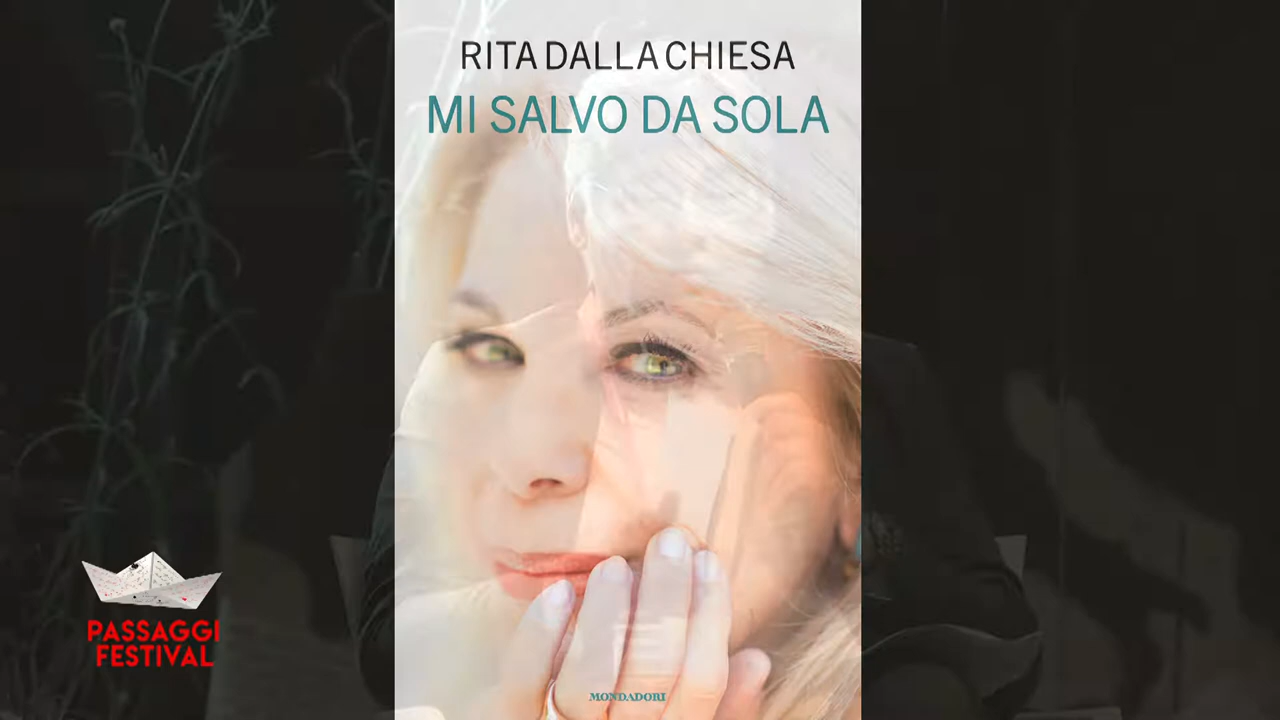 RITA DALLA CHIESA
MI SALVO DA SOLA
PASSAGGI
FESTIVAL
MONDADORI